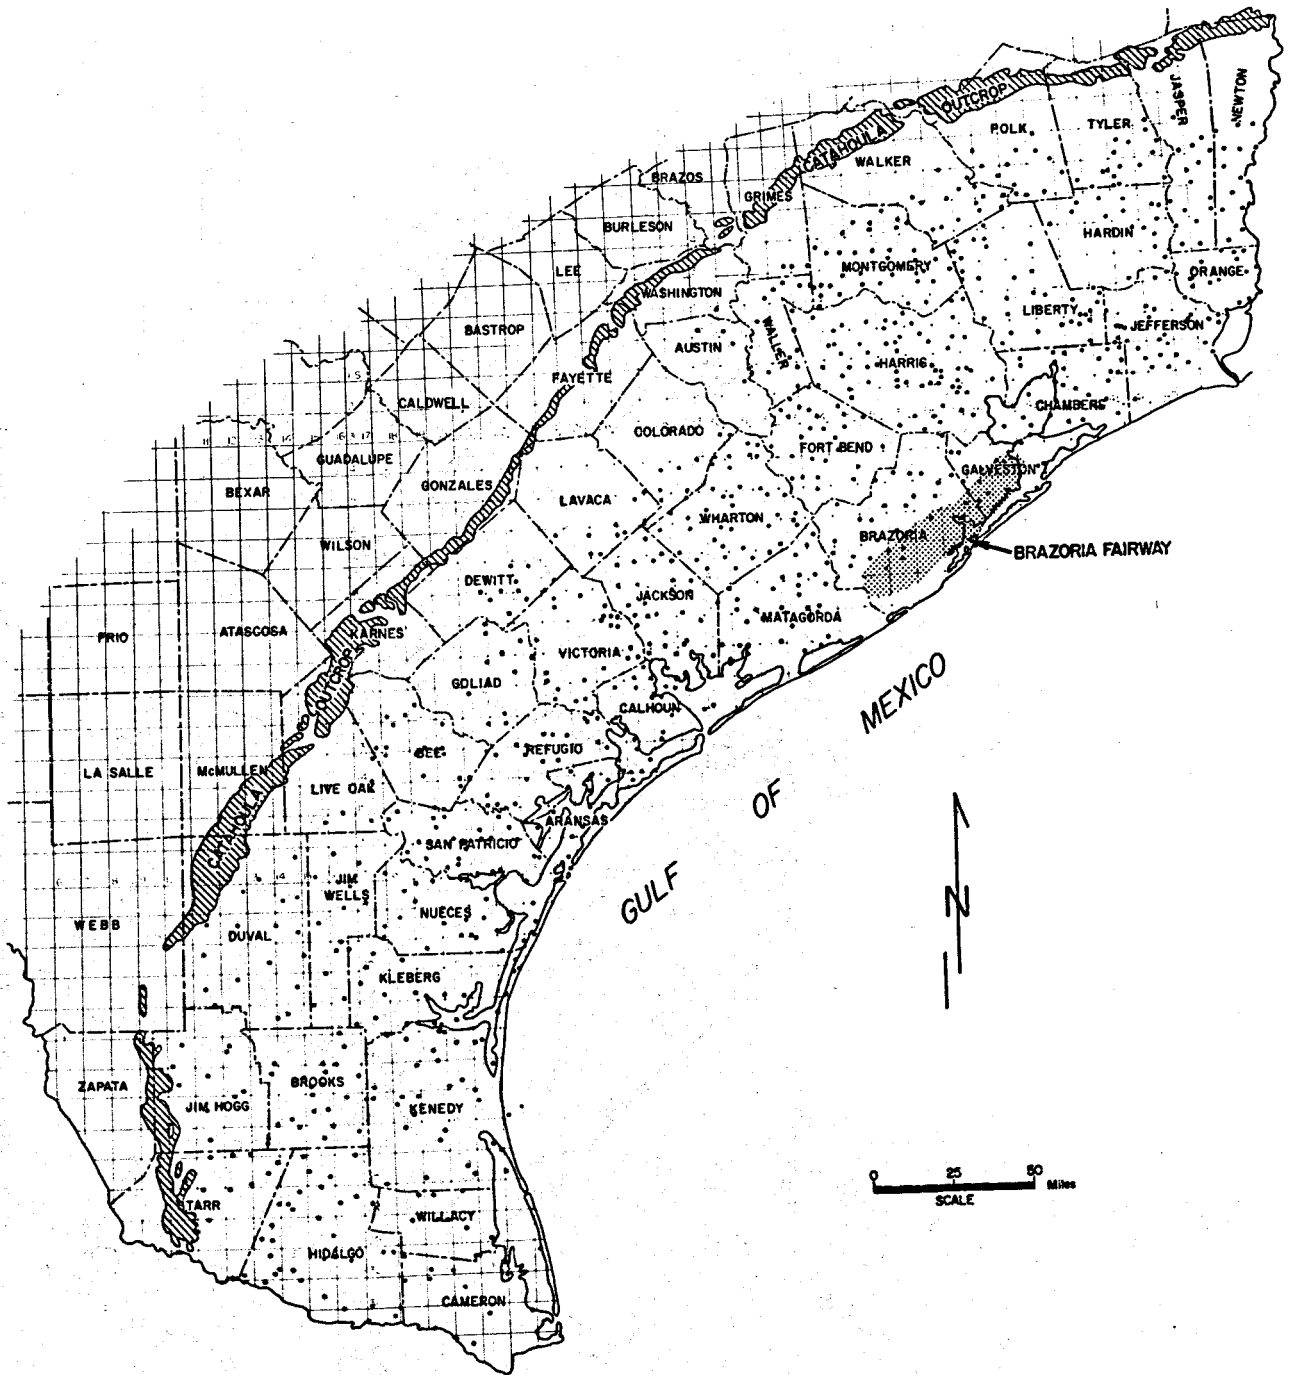 JASPER
NEWTON
OUTCROP
POLK
TYLER
CATAHOULA
WALKER
BRAZOS
GRIMES
BURLESON
HARDIN
LEE
MONTGOMERY
ORANGE
WASHINGTON
LIBERTY
JEFFERSON
BASTROP
WALLER
AUSTIN
HARRIS
FAYETTE
CALDWELL
CHAMBERS
COLORADO
FORT BEND
GUADALUPE
GALVESTON
BEXAR
GONZALES
LAVACA
WHARTON
BRAZORIA
WILSON
BRAZORIA FAIRWAY
DEWITT
JACKSON
MATAGORDA
FRIO
ATASCOSA
KARNES
VICTORIA
OUTCROP
GOLIAD
CALHOUN
BEE
REFUGIO
LA SALLE
McMULLEN
LIVE OAK
CATAHOULA
ARANSAS
SAN PATRICIO
GULF
OF
MEXICO
JIM
WELLS
NUECES
WEBB
DUVAL
KLEBERG
N
ZAPATA
BROOKS
JIM HOGG
KENEDY
STARR
WILLACY
HIDALGO
CAMERON
0 25 50
Miles
SCALE